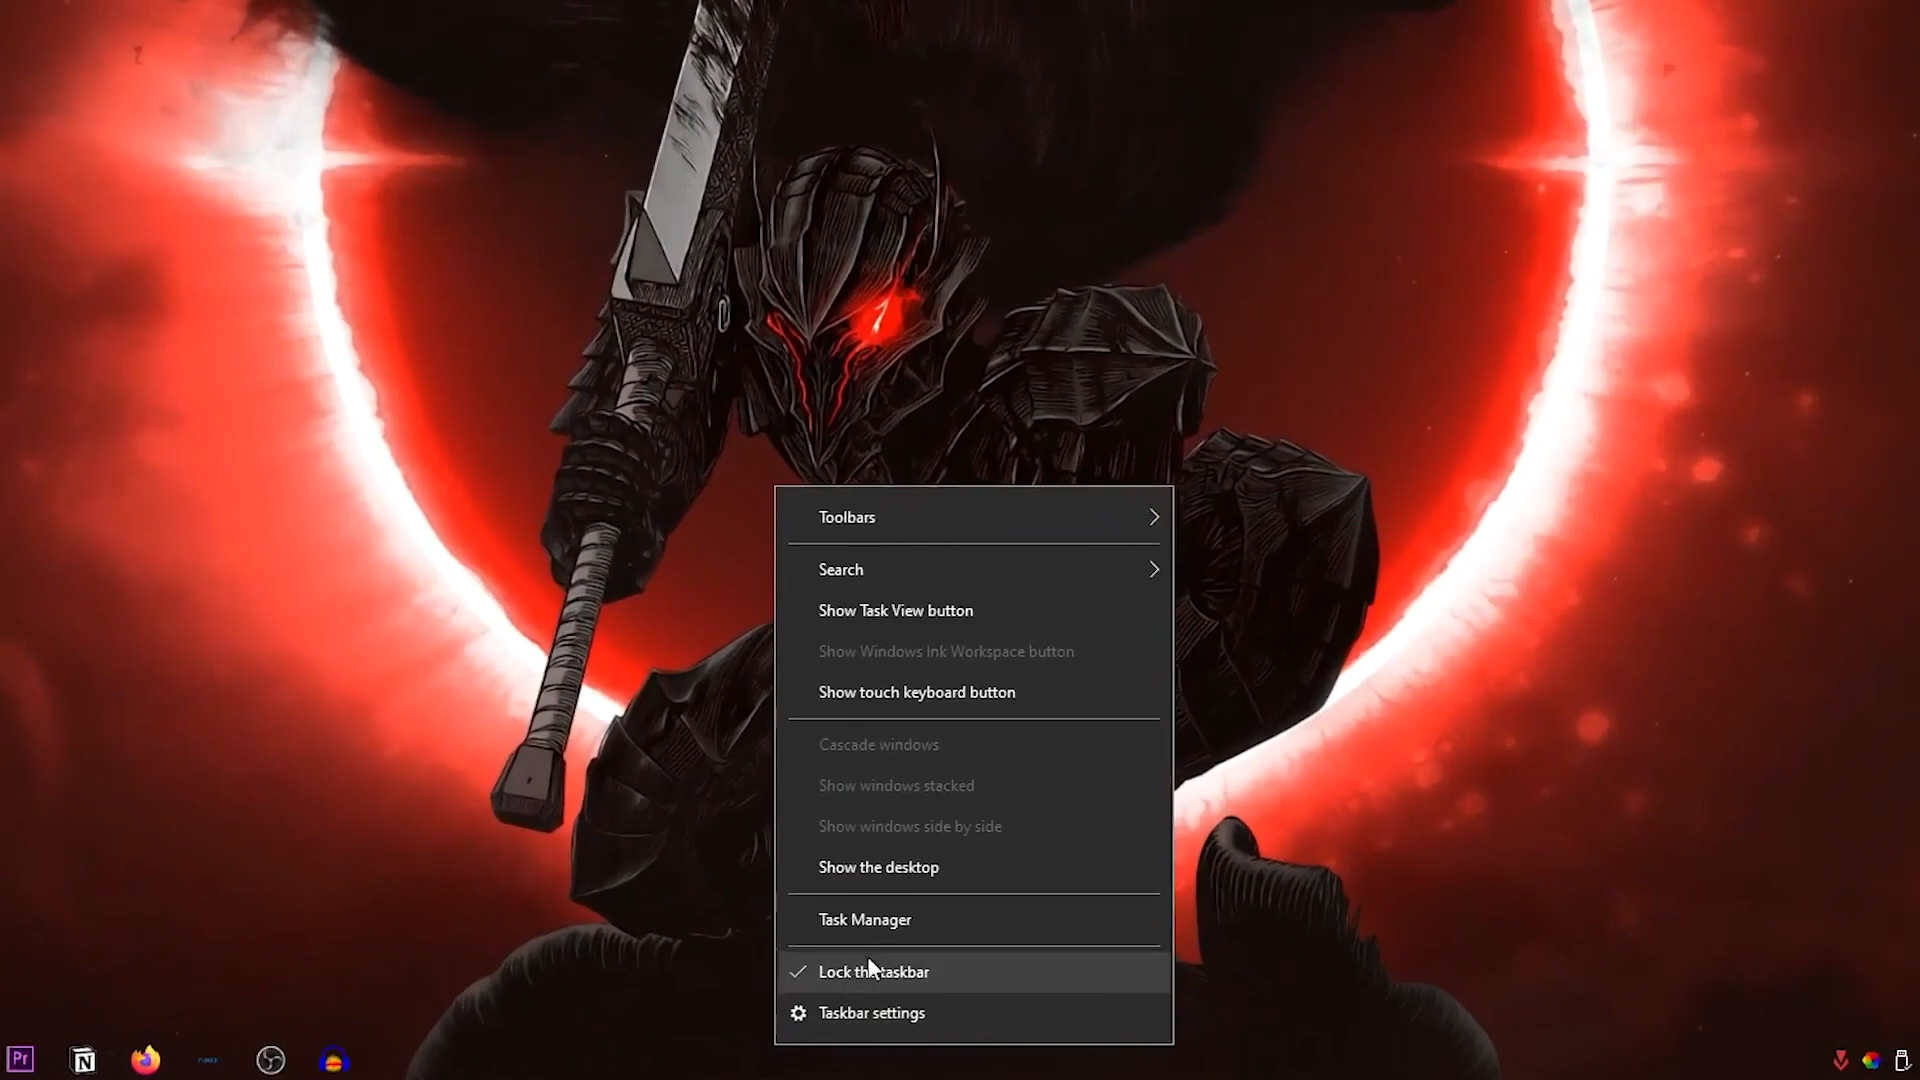 Toolbars
Search
Show Task View button
Show Windows Ink Workspace button
Show touch keyboard button
Cascade windows
Show windows stacked
Show windows side by side
Show the desktop
Task Manager
Lock the taskbar
Taskbar settings
Pr
N